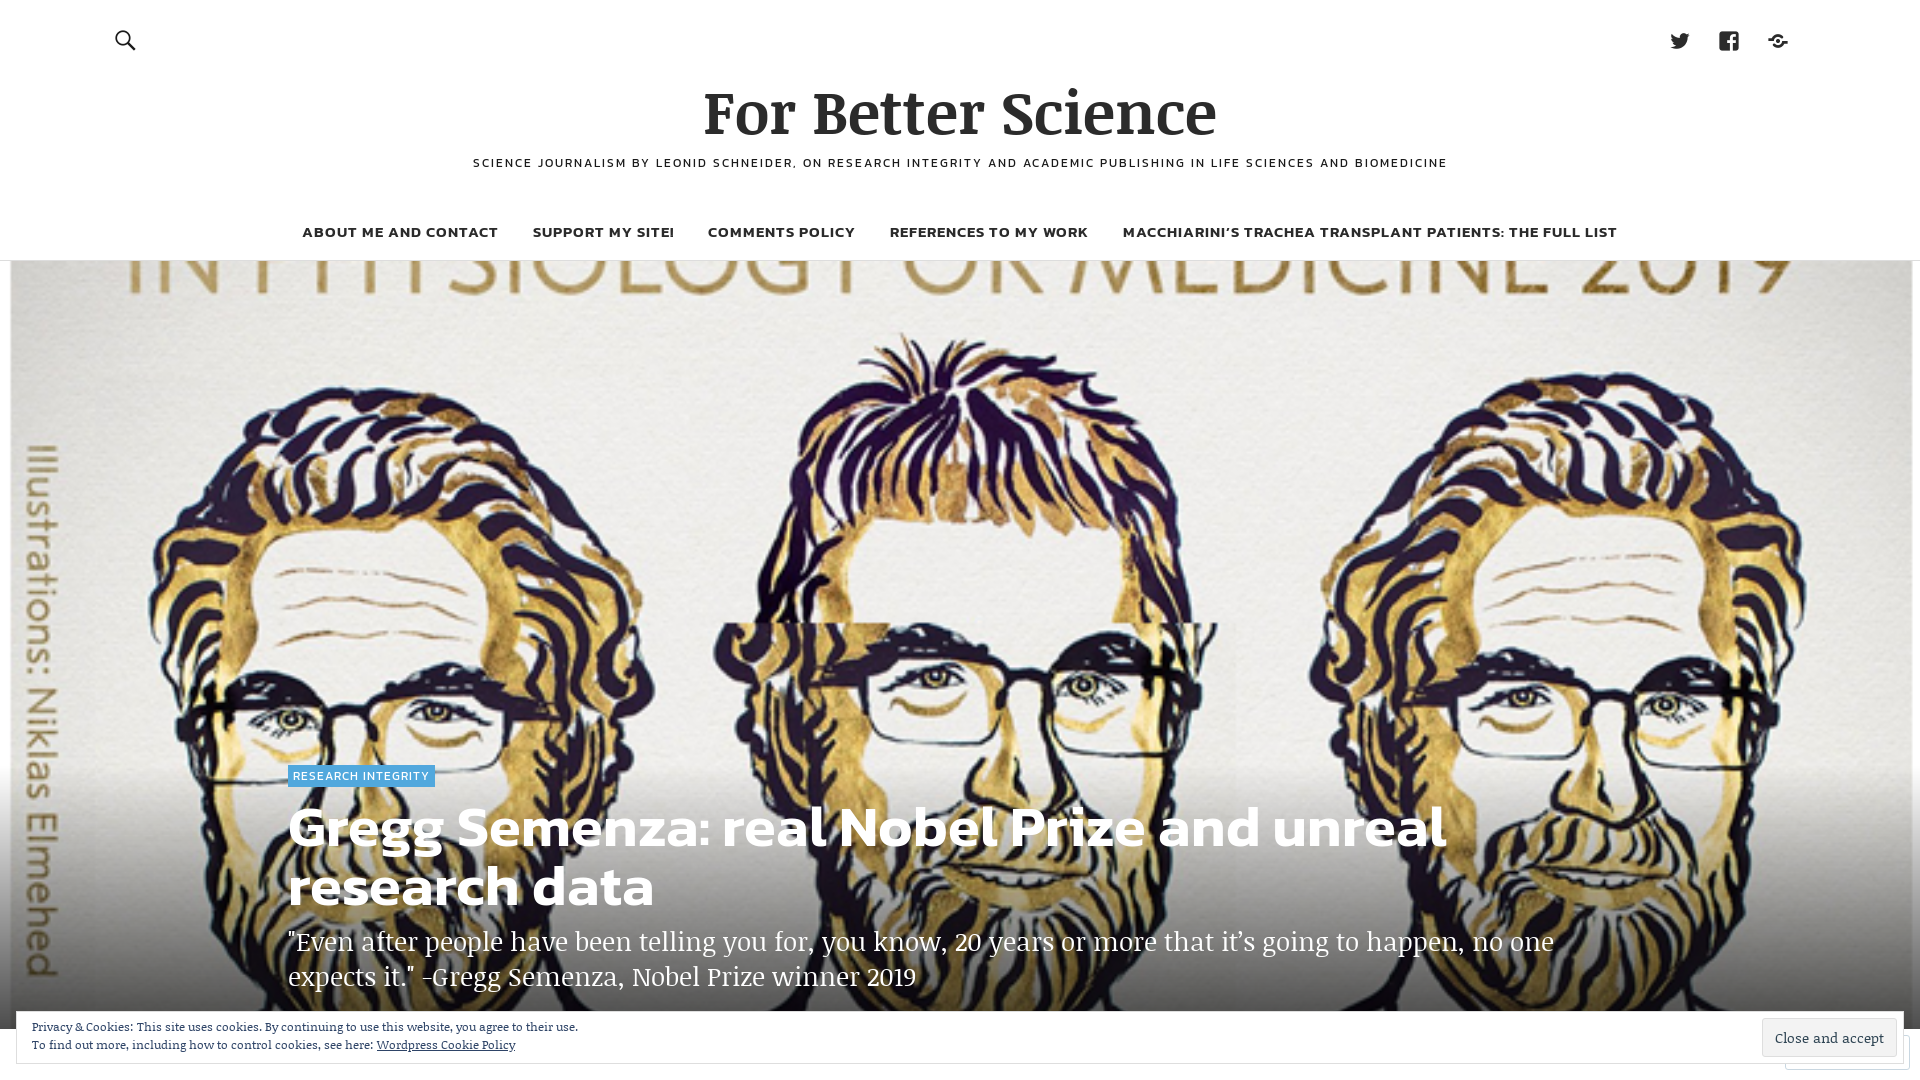 For Better Science
SCIENCE JOURNALISM BY LEONID SCHNEIDER, ON RESEARCH INTEGRITY AND ACADEMIC PUBLISHING IN LIFE SCIENCES AND BIOMEDICINE
ABOUT ME AND CONTACT
SUPPORT MY SITE!
COMMENTS POLICY
REFERENCES TO MY WORK
MACCHIARINI’S TRACHEA TRANSPLANT PATIENTS: THE FULL LIST
IN PHYSIOLOGY OR MEDICINE 2019
Illustrations: Niklas Elmehed
RESEARCH INTEGRITY
Gregg Semenza: real Nobel Prize and unreal
research data
"Even after people have been telling you for, you know, 20 years or more that it’s going to happen, no one
expects it." -Gregg Semenza, Nobel Prize winner 2019
Privacy & Cookies: This site uses cookies. By continuing to use this website, you agree to their use.
To find out more, including how to control cookies, see here: Wordpress Cookie Policy
Close and accept